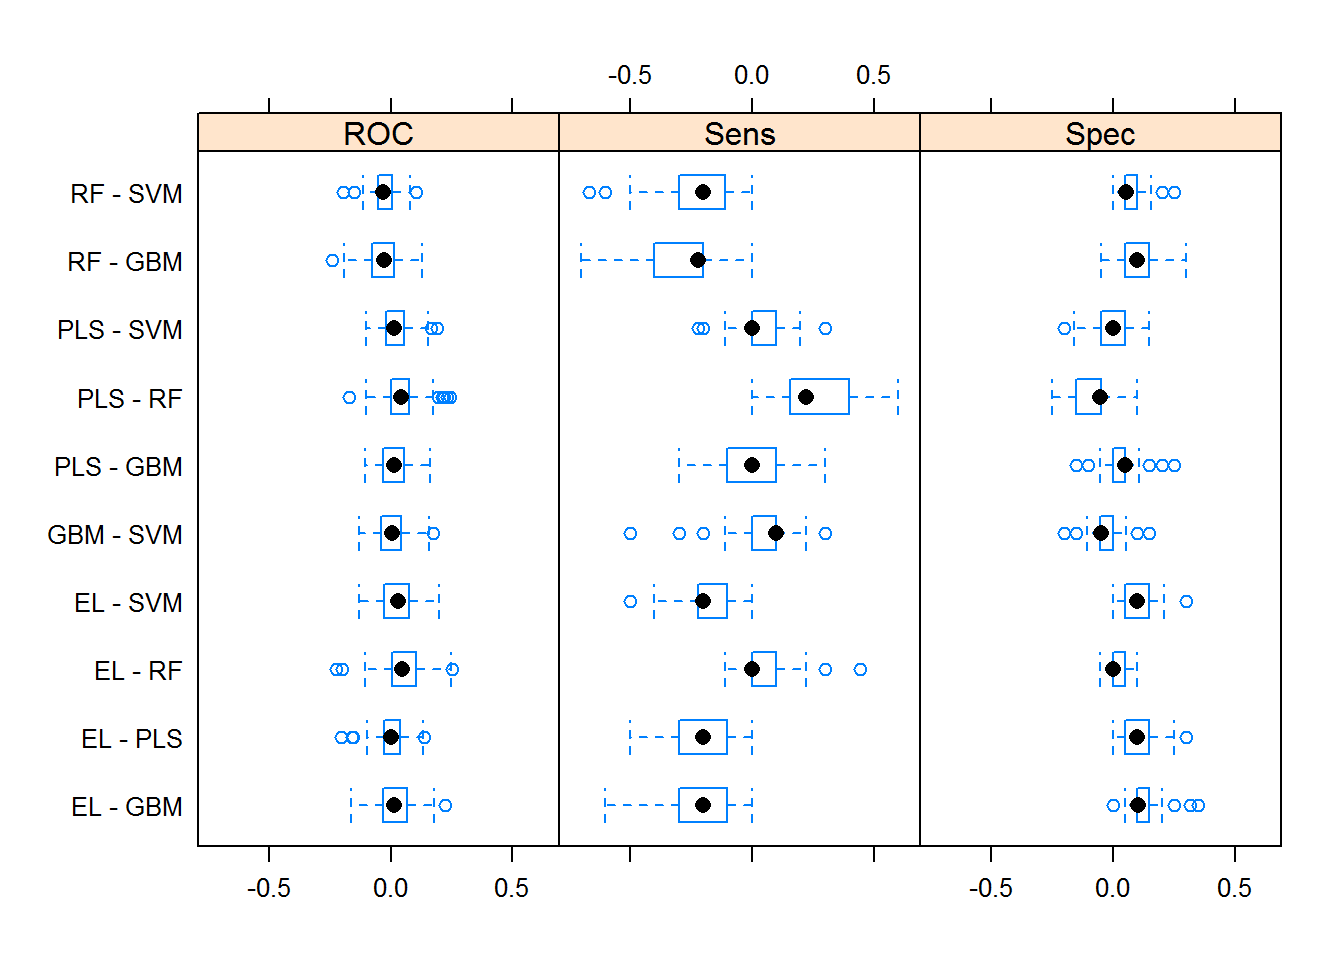 -0.5 0.0 0.5
ROC Sens Spec
RF - SVM
RF - GBM
PLS - SVM
PLS - RF
PLS - GBM
GBM - SVM
EL - SVM
EL - RF
EL - PLS
EL - GBM
-0.5 0.0 0.5 -0.5 0.0 0.5